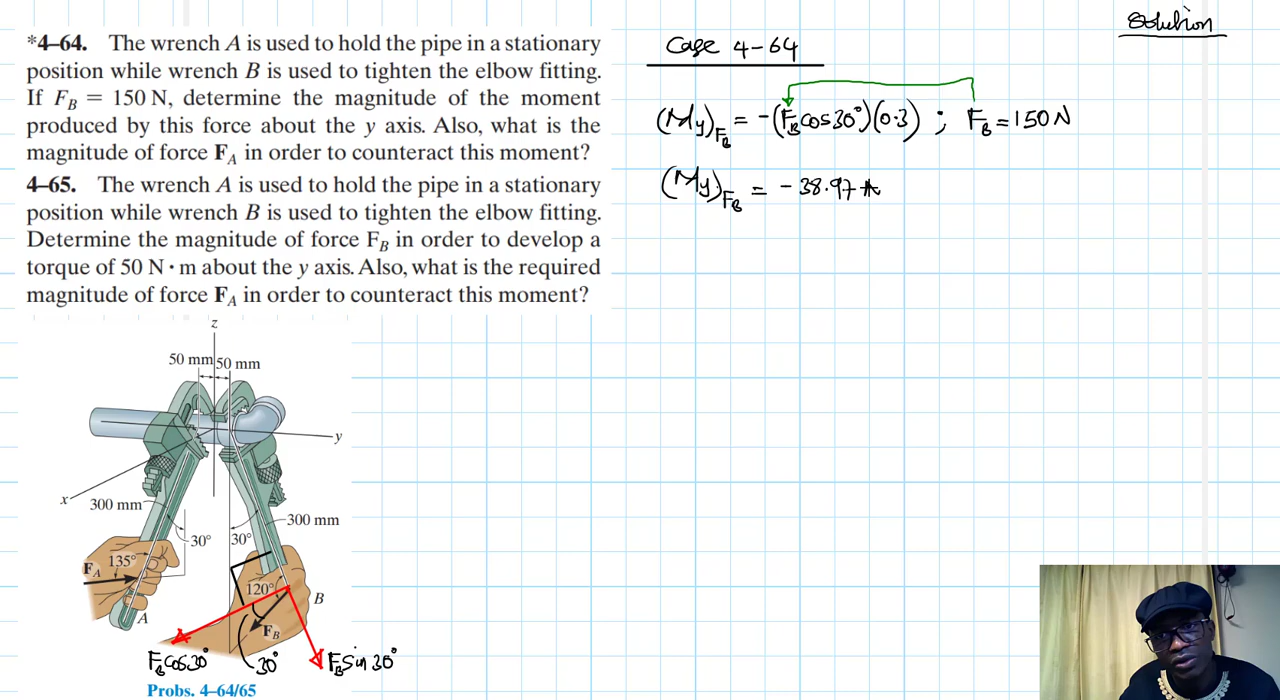 *4–64. The wrench A is used to hold the pipe in a stationary
position while wrench B is used to tighten the elbow fitting.
If F_B = 150 N, determine the magnitude of the moment
produced by this force about the y axis. Also, what is the
magnitude of force F_A in order to counteract this moment?
4–65. The wrench A is used to hold the pipe in a stationary
position while wrench B is used to tighten the elbow fitting.
Determine the magnitude of force F_B in order to develop a
torque of 50 N · m about the y axis. Also, what is the required
magnitude of force F_A in order to counteract this moment?
z
50 mm 50 mm
y
x
300 mm
300 mm
30° 30°
135°
F_A
120°
B
A
F_B
F_B cos 30°
30°
F_B sin 30°
Probs. 4–64/65
Solution
Case 4-64
(My)_F_B = -(F_B cos 30°)(0.3) ; F_B = 150 N
(My)_F_B = - 38.97